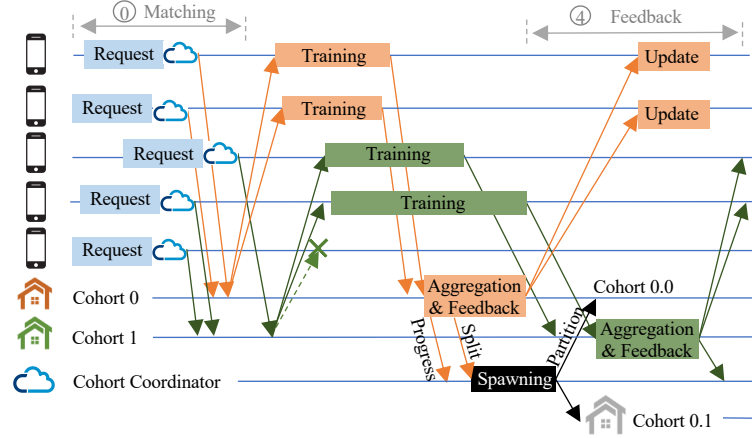 0 Matching
4 Feedback
Request
Training
Update
Request
Training
Update
Request
Training
Request
Training
Request
Cohort 0
Aggregation
& Feedback
Cohort 0.0
Cohort 1
Progress
Split
Partition
Aggregation
& Feedback
Cohort Coordinator
Spawning
Cohort 0.1